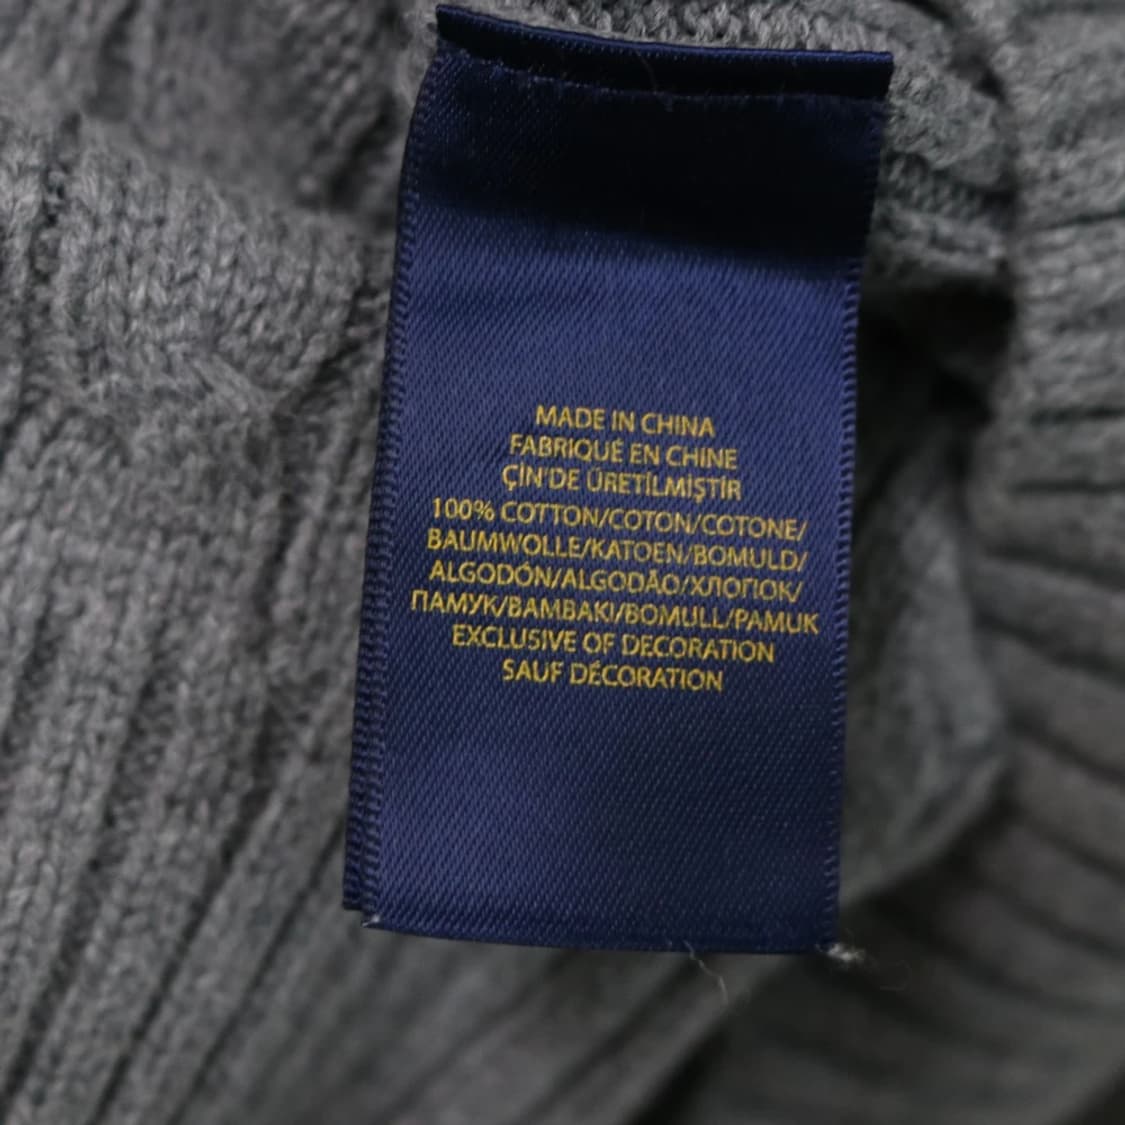 MADE IN CHINA
FABRIQUÉ EN CHINE
ÇİN'DE ÜRETİLMİŞTİR
100% COTTON/COTON/COTONE/
BAUMWOLLE/KATOEN/BOMULD/
ALGODÓN/ALGODÃO/ХЛОПОК/
ПАМУК/BAMBAKI/BOMULL/PAMUK
EXCLUSIVE OF DECORATION
SAUF DÉCORATION